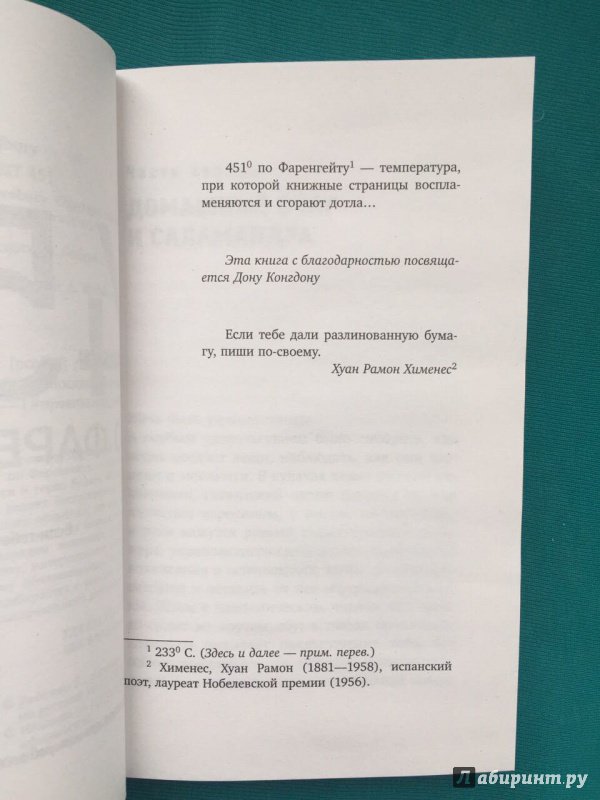 451⁰ по Фаренгейту¹ — температура,
при которой книжные страницы воспла-
меняются и сгорают дотла...
Эта книга с благодарностью посвяща-
ется Дону Конгдону
Если тебе дали разлинованную бума-
гу, пиши по-своему.
Хуан Рамон Хименес²
¹ 233⁰ С. (Здесь и далее — прим. перев.)
² Хименес, Хуан Рамон (1881—1958), испанский
поэт, лауреат Нобелевской премии (1956).
Лабиринт.ру